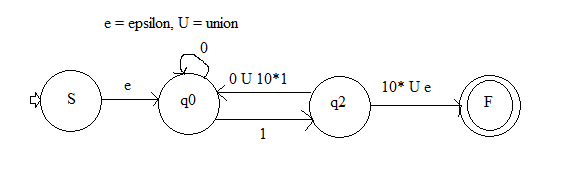 e = epsilon, U = union
0
e
0 U 10*1
10* U e
S
q0
q2
F
1